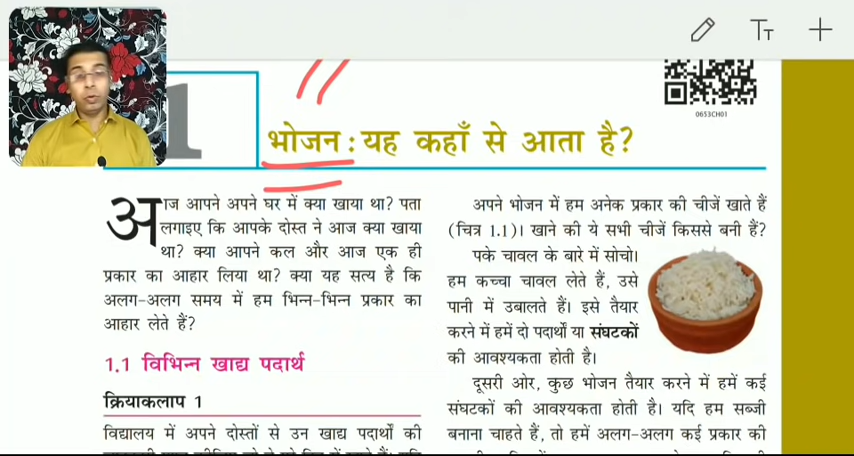 0653CH01
1
भोजन : यह कहाँ से आता है?
आज आपने अपने घर में क्या खाया था? पता
लगाइए कि आपके दोस्त ने आज क्या खाया
था? क्या आपने कल और आज एक ही
प्रकार का आहार लिया था? क्या यह सत्य है कि
अलग-अलग समय में हम भिन्न-भिन्न प्रकार का
आहार लेते हैं?
1.1 विभिन्न खाद्य पदार्थ
क्रियाकलाप 1
विद्यालय में अपने दोस्तों से उन खाद्य पदार्थों की
अपने भोजन में हम अनेक प्रकार की चीजें खाते हैं
(चित्र 1.1)। खाने की ये सभी चीजें किससे बनी हैं?
पके चावल के बारे में सोचो।
हम कच्चा चावल लेते हैं, उसे
पानी में उबालते हैं। इसे तैयार
करने में हमें दो पदार्थों या संघटकों
की आवश्यकता होती है।
दूसरी ओर, कुछ भोजन तैयार करने में हमें कई
संघटकों की आवश्यकता होती है। यदि हम सब्जी
बनाना चाहते हैं, तो हमें अलग-अलग कई प्रकार की